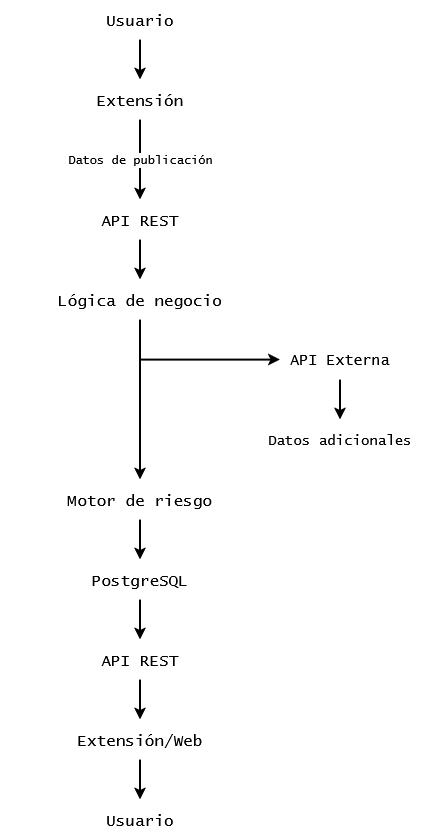 Usuario
Extensión
Datos de publicación
API REST
Lógica de negocio
API Externa
Datos adicionales
Motor de riesgo
PostgreSQL
API REST
Extensión/Web
Usuario